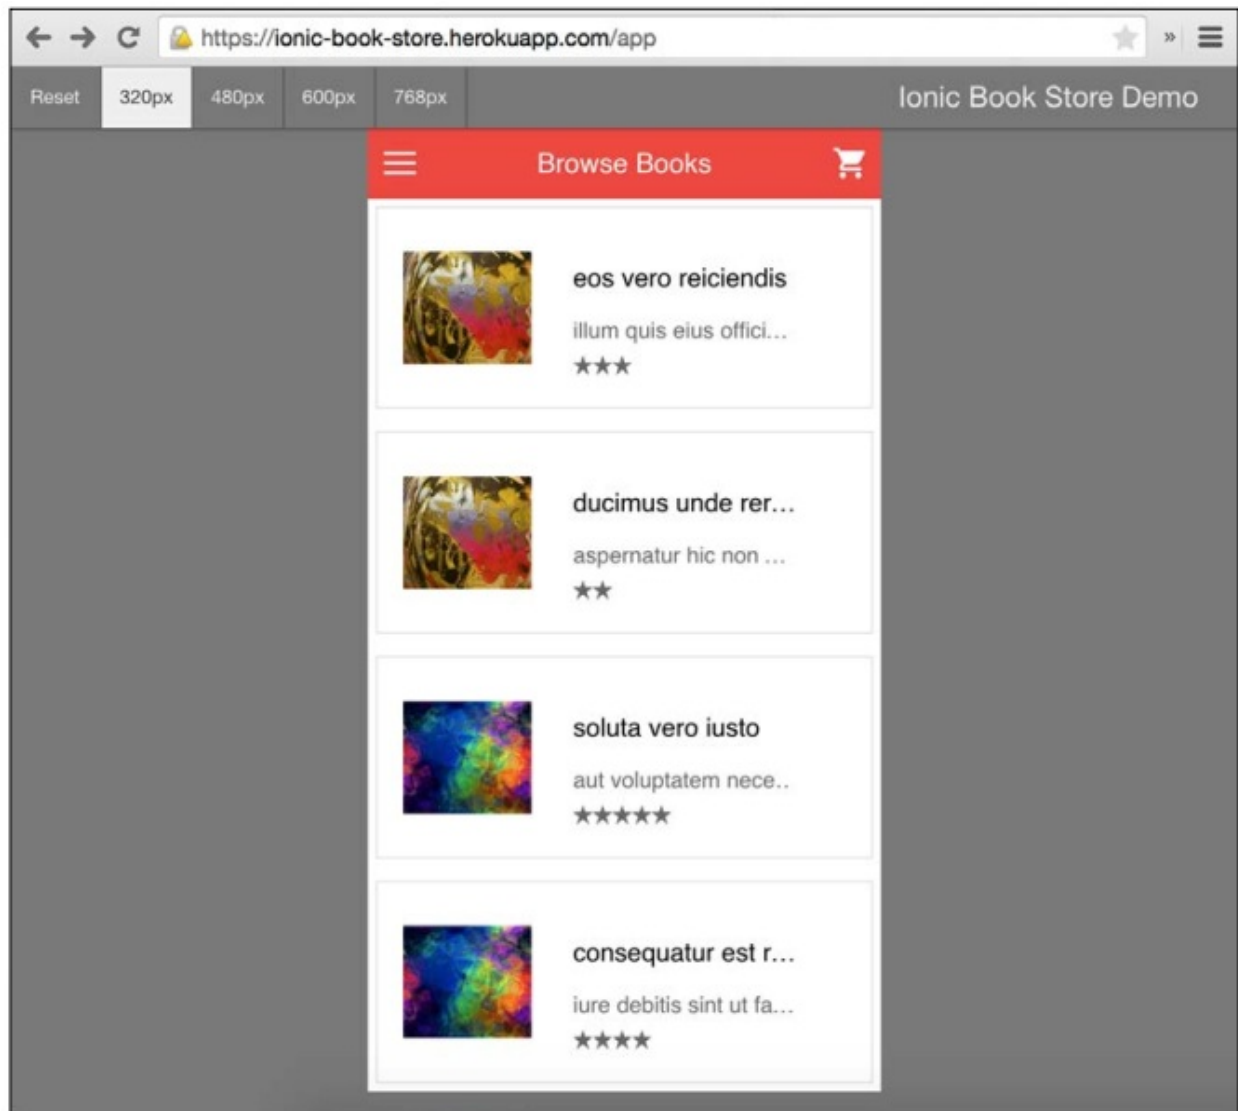 https://ionic-book-store.herokuapp.com/app
»
Reset 320px 480px 600px 768px Ionic Book Store Demo
Browse Books
eos vero reiciendis
illum quis eius offici...
★★★
ducimus unde rer...
aspernatur hic non ...
★★
soluta vero iusto
aut voluptatem nece..
★★★★★
consequatur est r...
iure debitis sint ut fa...
★★★★